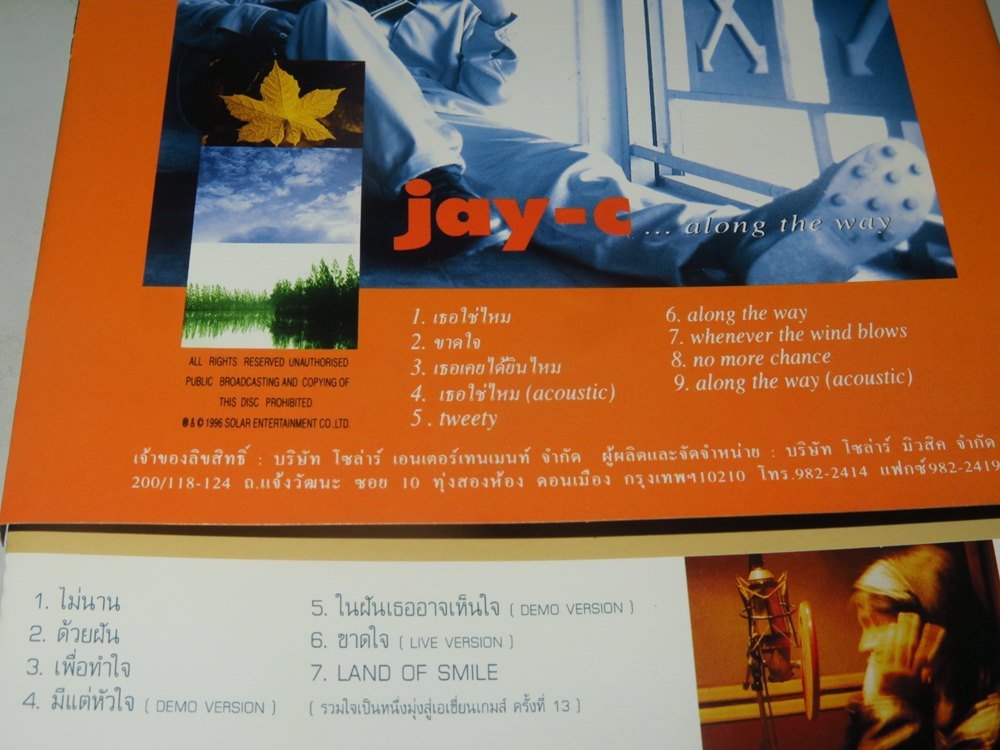 jay-c ... along the way
1. เธอใช่ไหม
2. ขาดใจ
3. เธอเคยได้ยินไหม
4. เธอใช่ไหม (acoustic)
5. tweety
6. along the way
7. whenever the wind blows
8. no more chance
9. along the way (acoustic)
ALL RIGHTS RESERVED UNAUTHORISED
PUBLIC BROADCASTING AND COPYING OF
THIS DISC PROHIBITED.
℗ & © 1996 SOLAR ENTERTAINMENT CO.,LTD.
เจ้าของลิขสิทธิ์ : บริษัท โซล่าร์ เอนเตอร์เทนเมนท์ จำกัด ผู้ผลิตและจัดจำหน่าย : บริษัท โซล่าร์ มิวสิค จำกัด
200/118-124 ถ.แจ้งวัฒนะ ซอย 10 ทุ่งสองห้อง ดอนเมือง กรุงเทพฯ10210 โทร.982-2414 แฟกซ์982-2419
1. ไม่นาน
2. ด้วยฝัน
3. เพื่อทำใจ
4. มีแต่หัวใจ ( DEMO VERSION )
5. ในฝันเธออาจเห็นใจ ( DEMO VERSION )
6. ขาดใจ ( LIVE VERSION )
7. LAND OF SMILE
( รวมใจเป็นหนึ่งมุ่งสู่เอเชี่ยนเกมส์ ครั้งที่ 13 )